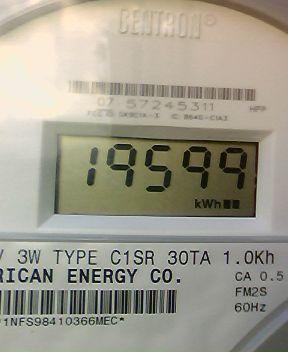 CENTRON®
07 57245311 HFP
19599
kWh
V 3W TYPE C1SR 30TA 1.0Kh
RICAN ENERGY CO. CA 0.5
FM2S
1NFS98410366MEC* 60Hz